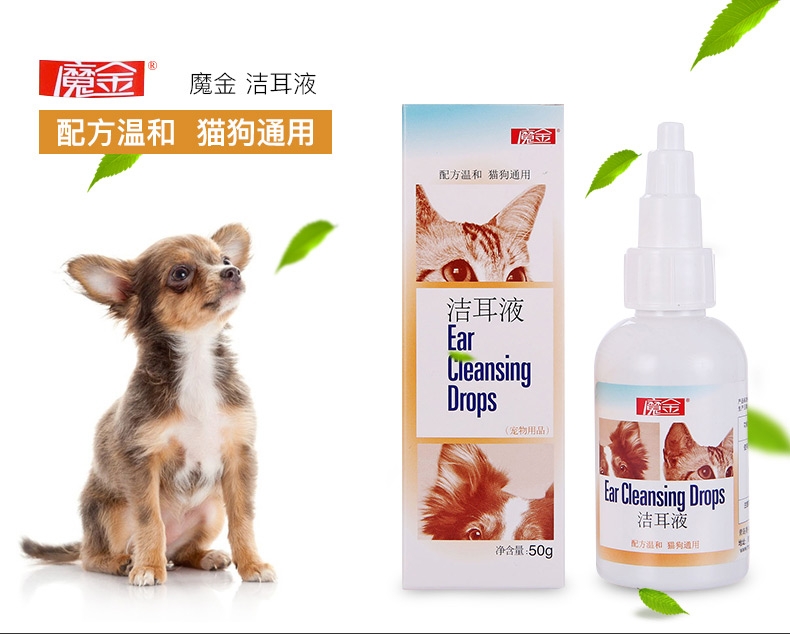 魔金®
魔金 洁耳液
配方温和 猫狗通用
魔金
配方温和 猫狗通用
洁耳液
Ear
Cleansing
Drops
(宠物用品)
净含量:50g
魔金
Ear Cleansing Drops
洁耳液
配方温和 猫狗通用